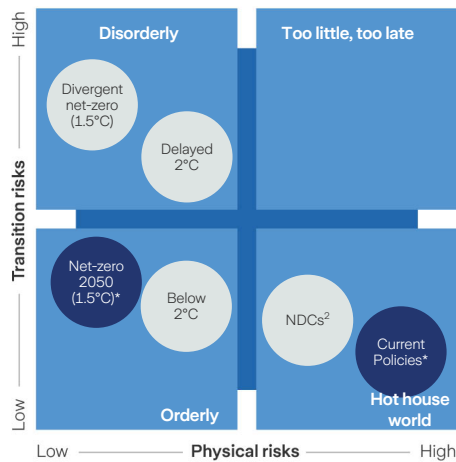 High
Transition risks
Low
Disorderly
Divergent
net-zero
(1.5°C)
Delayed
2°C
Too little, too late
Net-zero
2050
(1.5°C)*
Below
2°C
Orderly
NDCs²
Current
Policies*
Hot house
world
Low
Physical risks
High